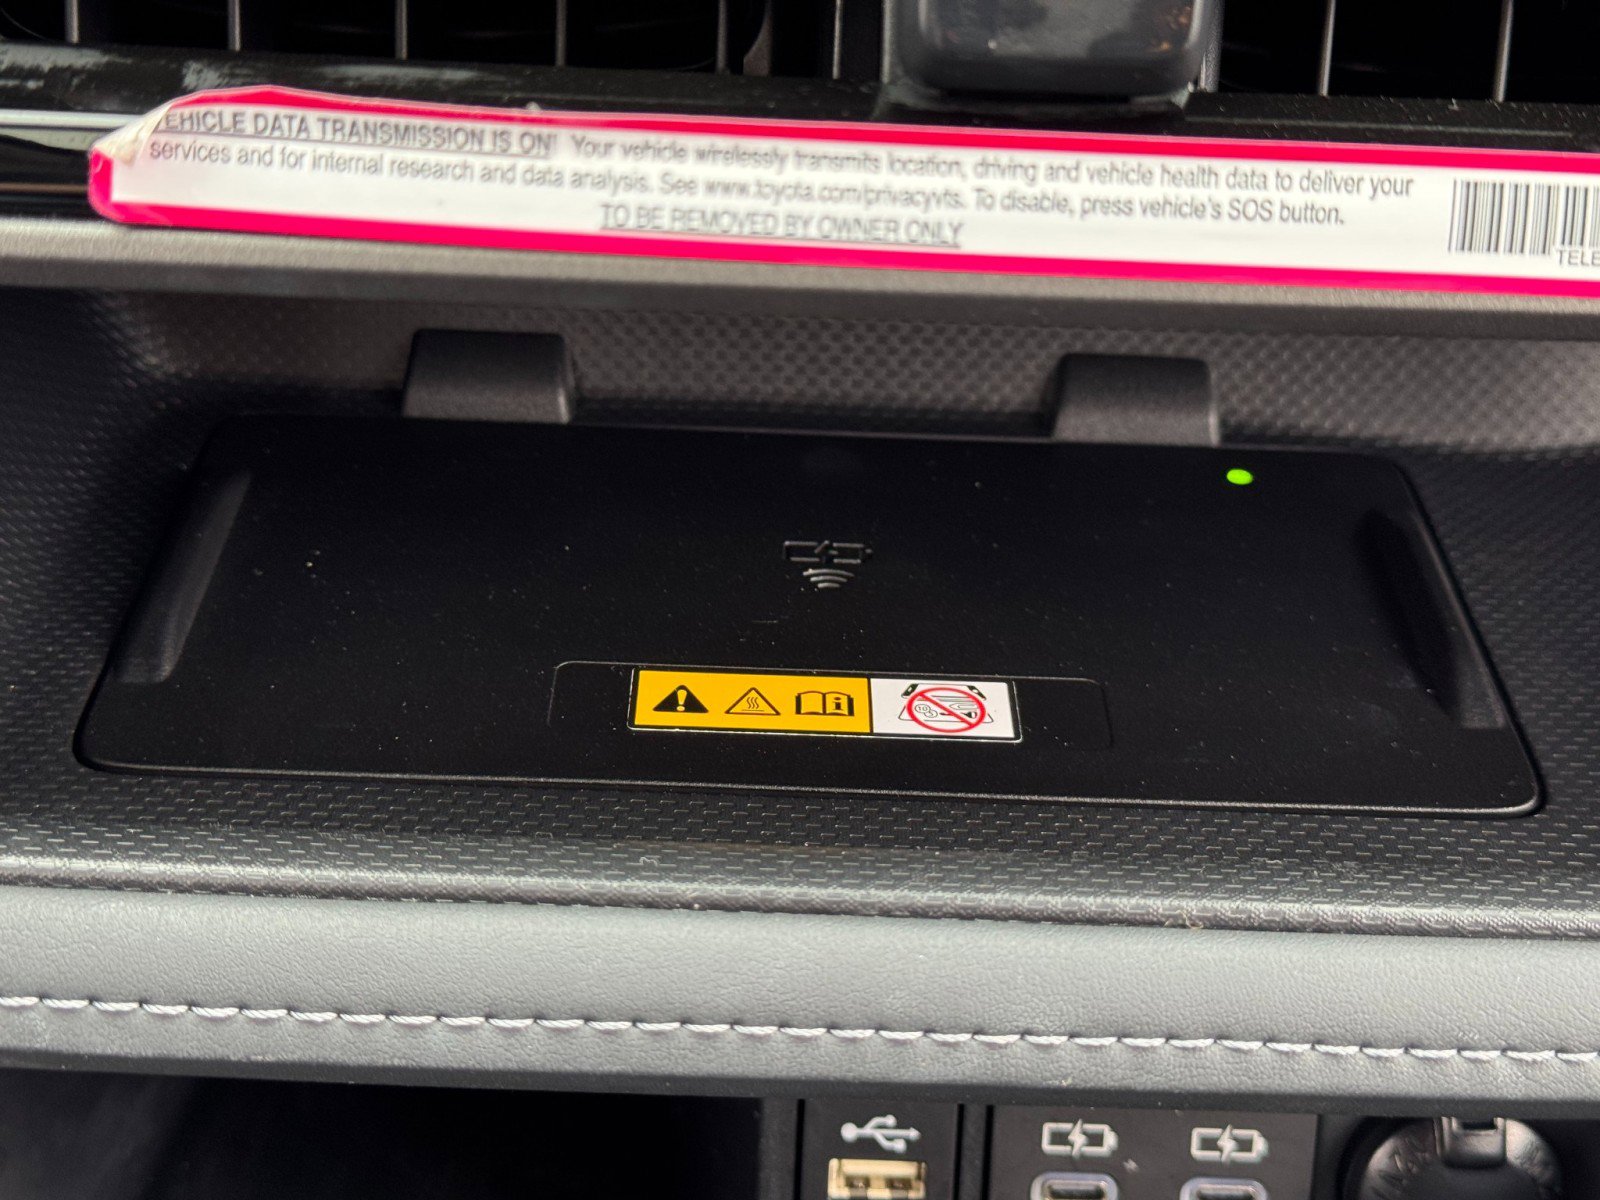 EHICLE DATA TRANSMISSION IS ON! Your vehicle wirelessly transmits location, driving and vehicle health data to deliver your
services and for internal research and data analysis. See www.toyota.com/privacyvts. To disable, press vehicle's SOS button.
TO BE REMOVED BY OWNER ONLY
TELE